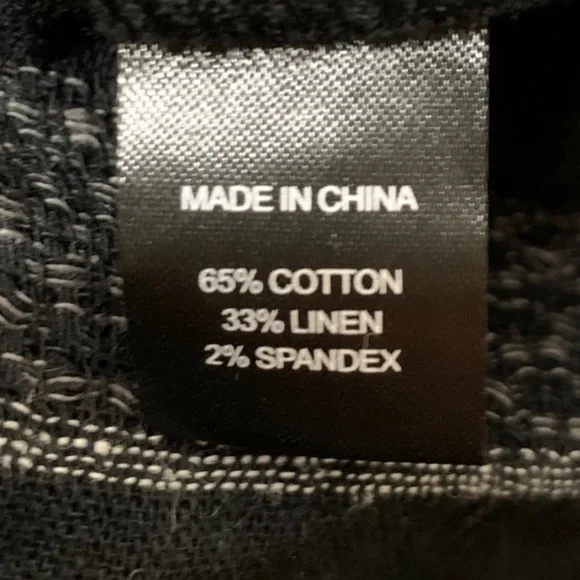 MADE IN CHINA
65% COTTON
33% LINEN
2% SPANDEX